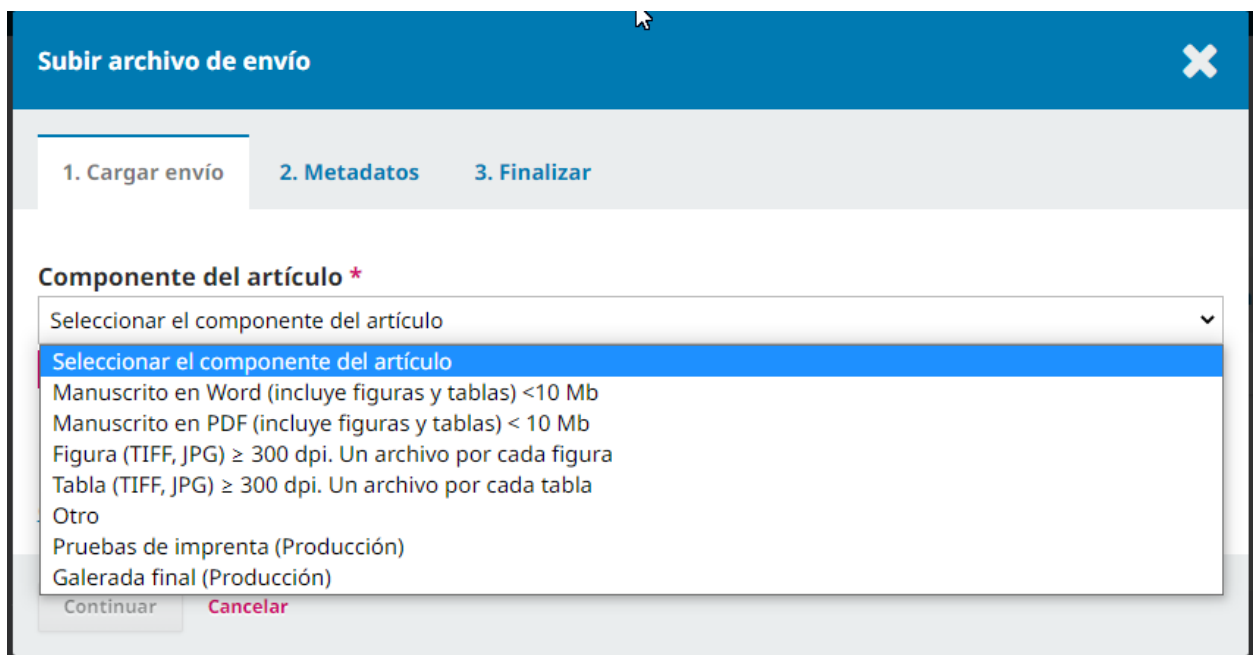 Subir archivo de envío
1. Cargar envío 2. Metadatos 3. Finalizar
Componente del artículo *
Seleccionar el componente del artículo
Seleccionar el componente del artículo
Manuscrito en Word (incluye figuras y tablas) <10 Mb
Manuscrito en PDF (incluye figuras y tablas) < 10 Mb
Figura (TIFF, JPG) ≥ 300 dpi. Un archivo por cada figura
Tabla (TIFF, JPG) ≥ 300 dpi. Un archivo por cada tabla
Otro
Pruebas de imprenta (Producción)
Galerada final (Producción)
Continuar Cancelar